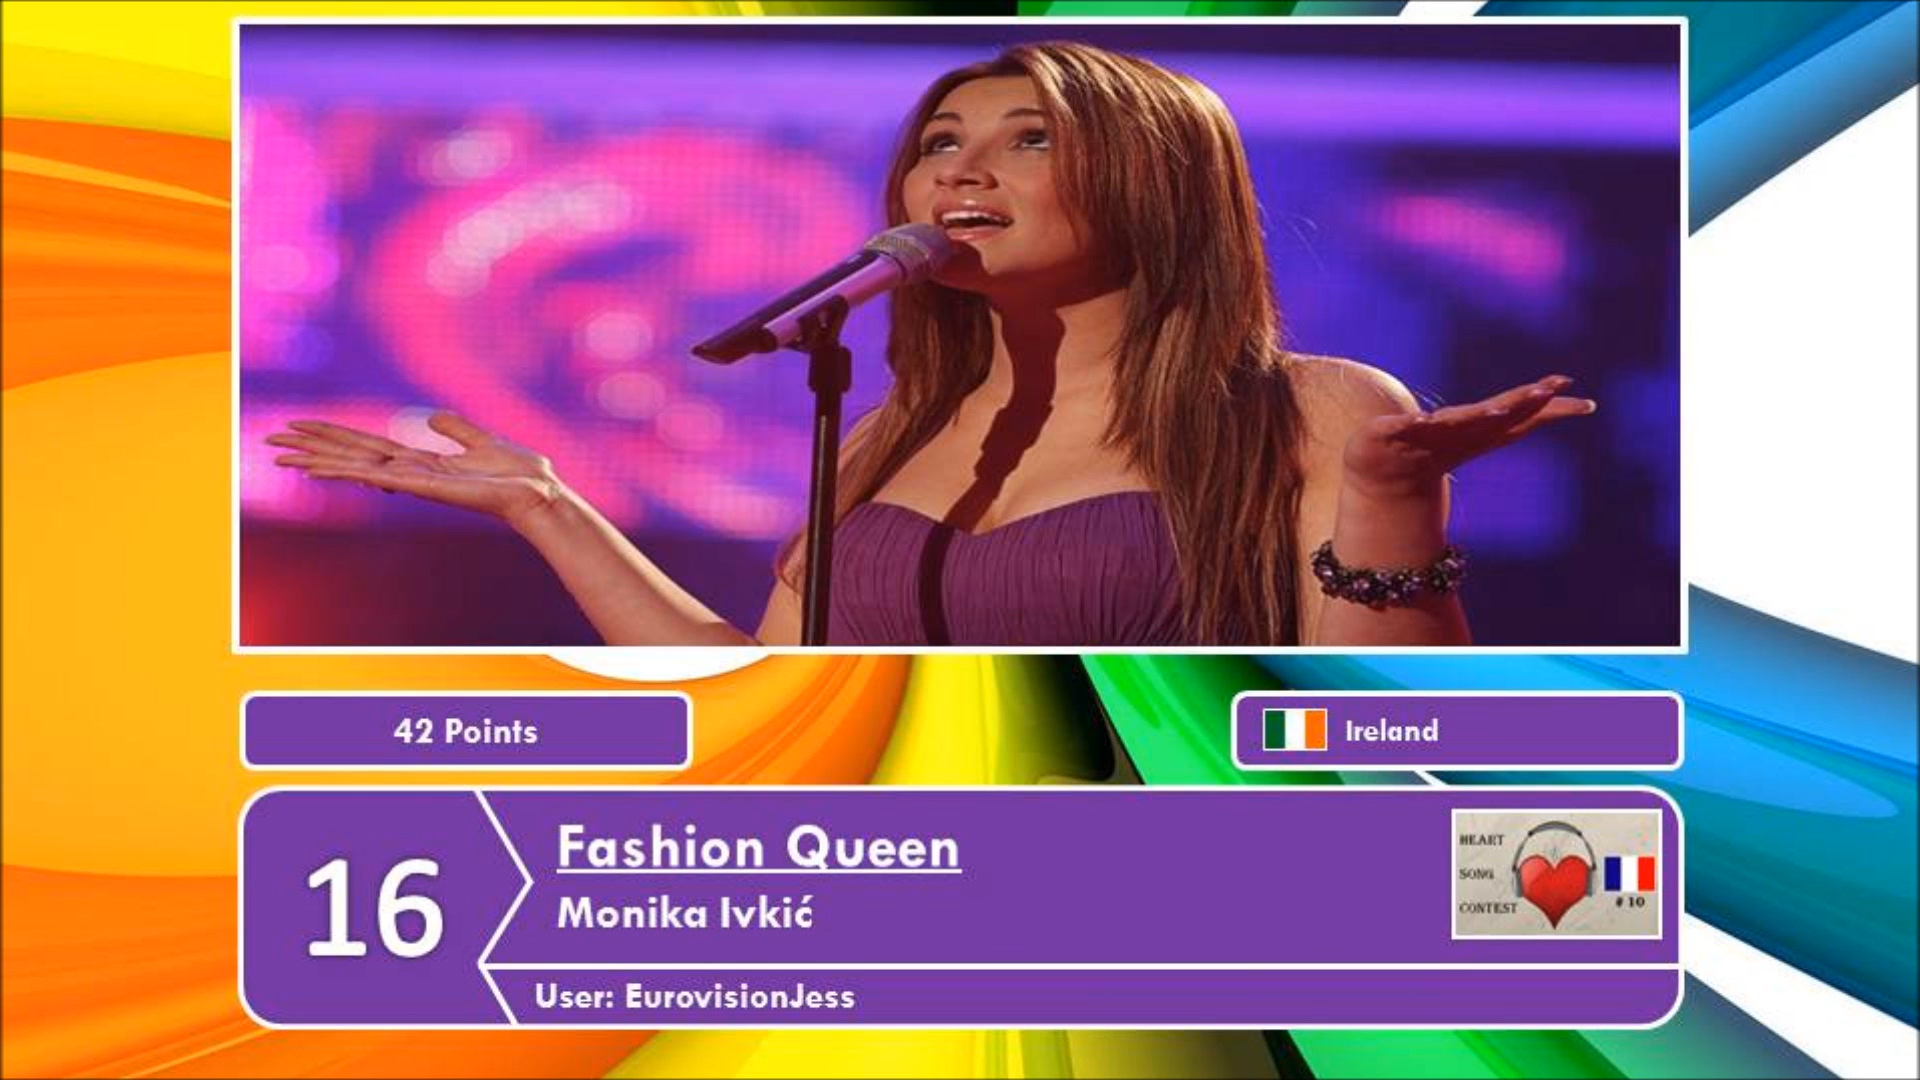 42 Points
Ireland
16
Fashion Queen
Monika Ivkić
User: EurovisionJess
HEART
SONG
CONTEST
# 10